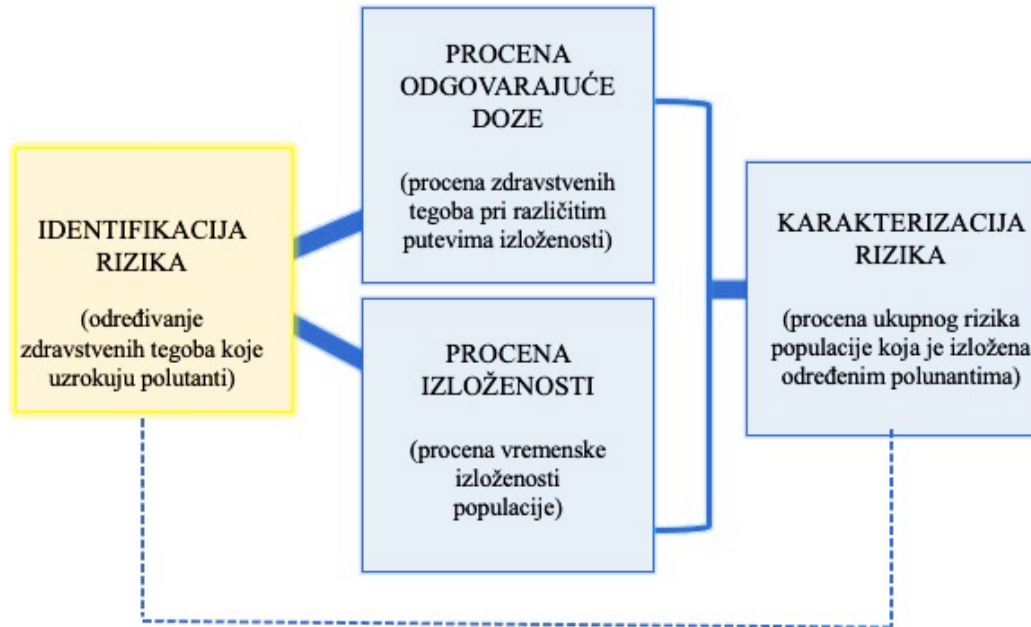 IDENTIFIKACIJA
RIZIKA
(određivanje
zdravstvenih tegoba koje
uzrokuju polutanti)
PROCENA
ODGOVARAJUĆE
DOZE
(procena zdravstvenih
tegoba pri različitim
putevima izloženosti)
PROCENA
IZLOŽENOSTI
(procena vremenske
izloženosti
populacije)
KARAKTERIZACIJA
RIZIKA
(procena ukupnog rizika
populacije koja je izložena
određenim polunantima)